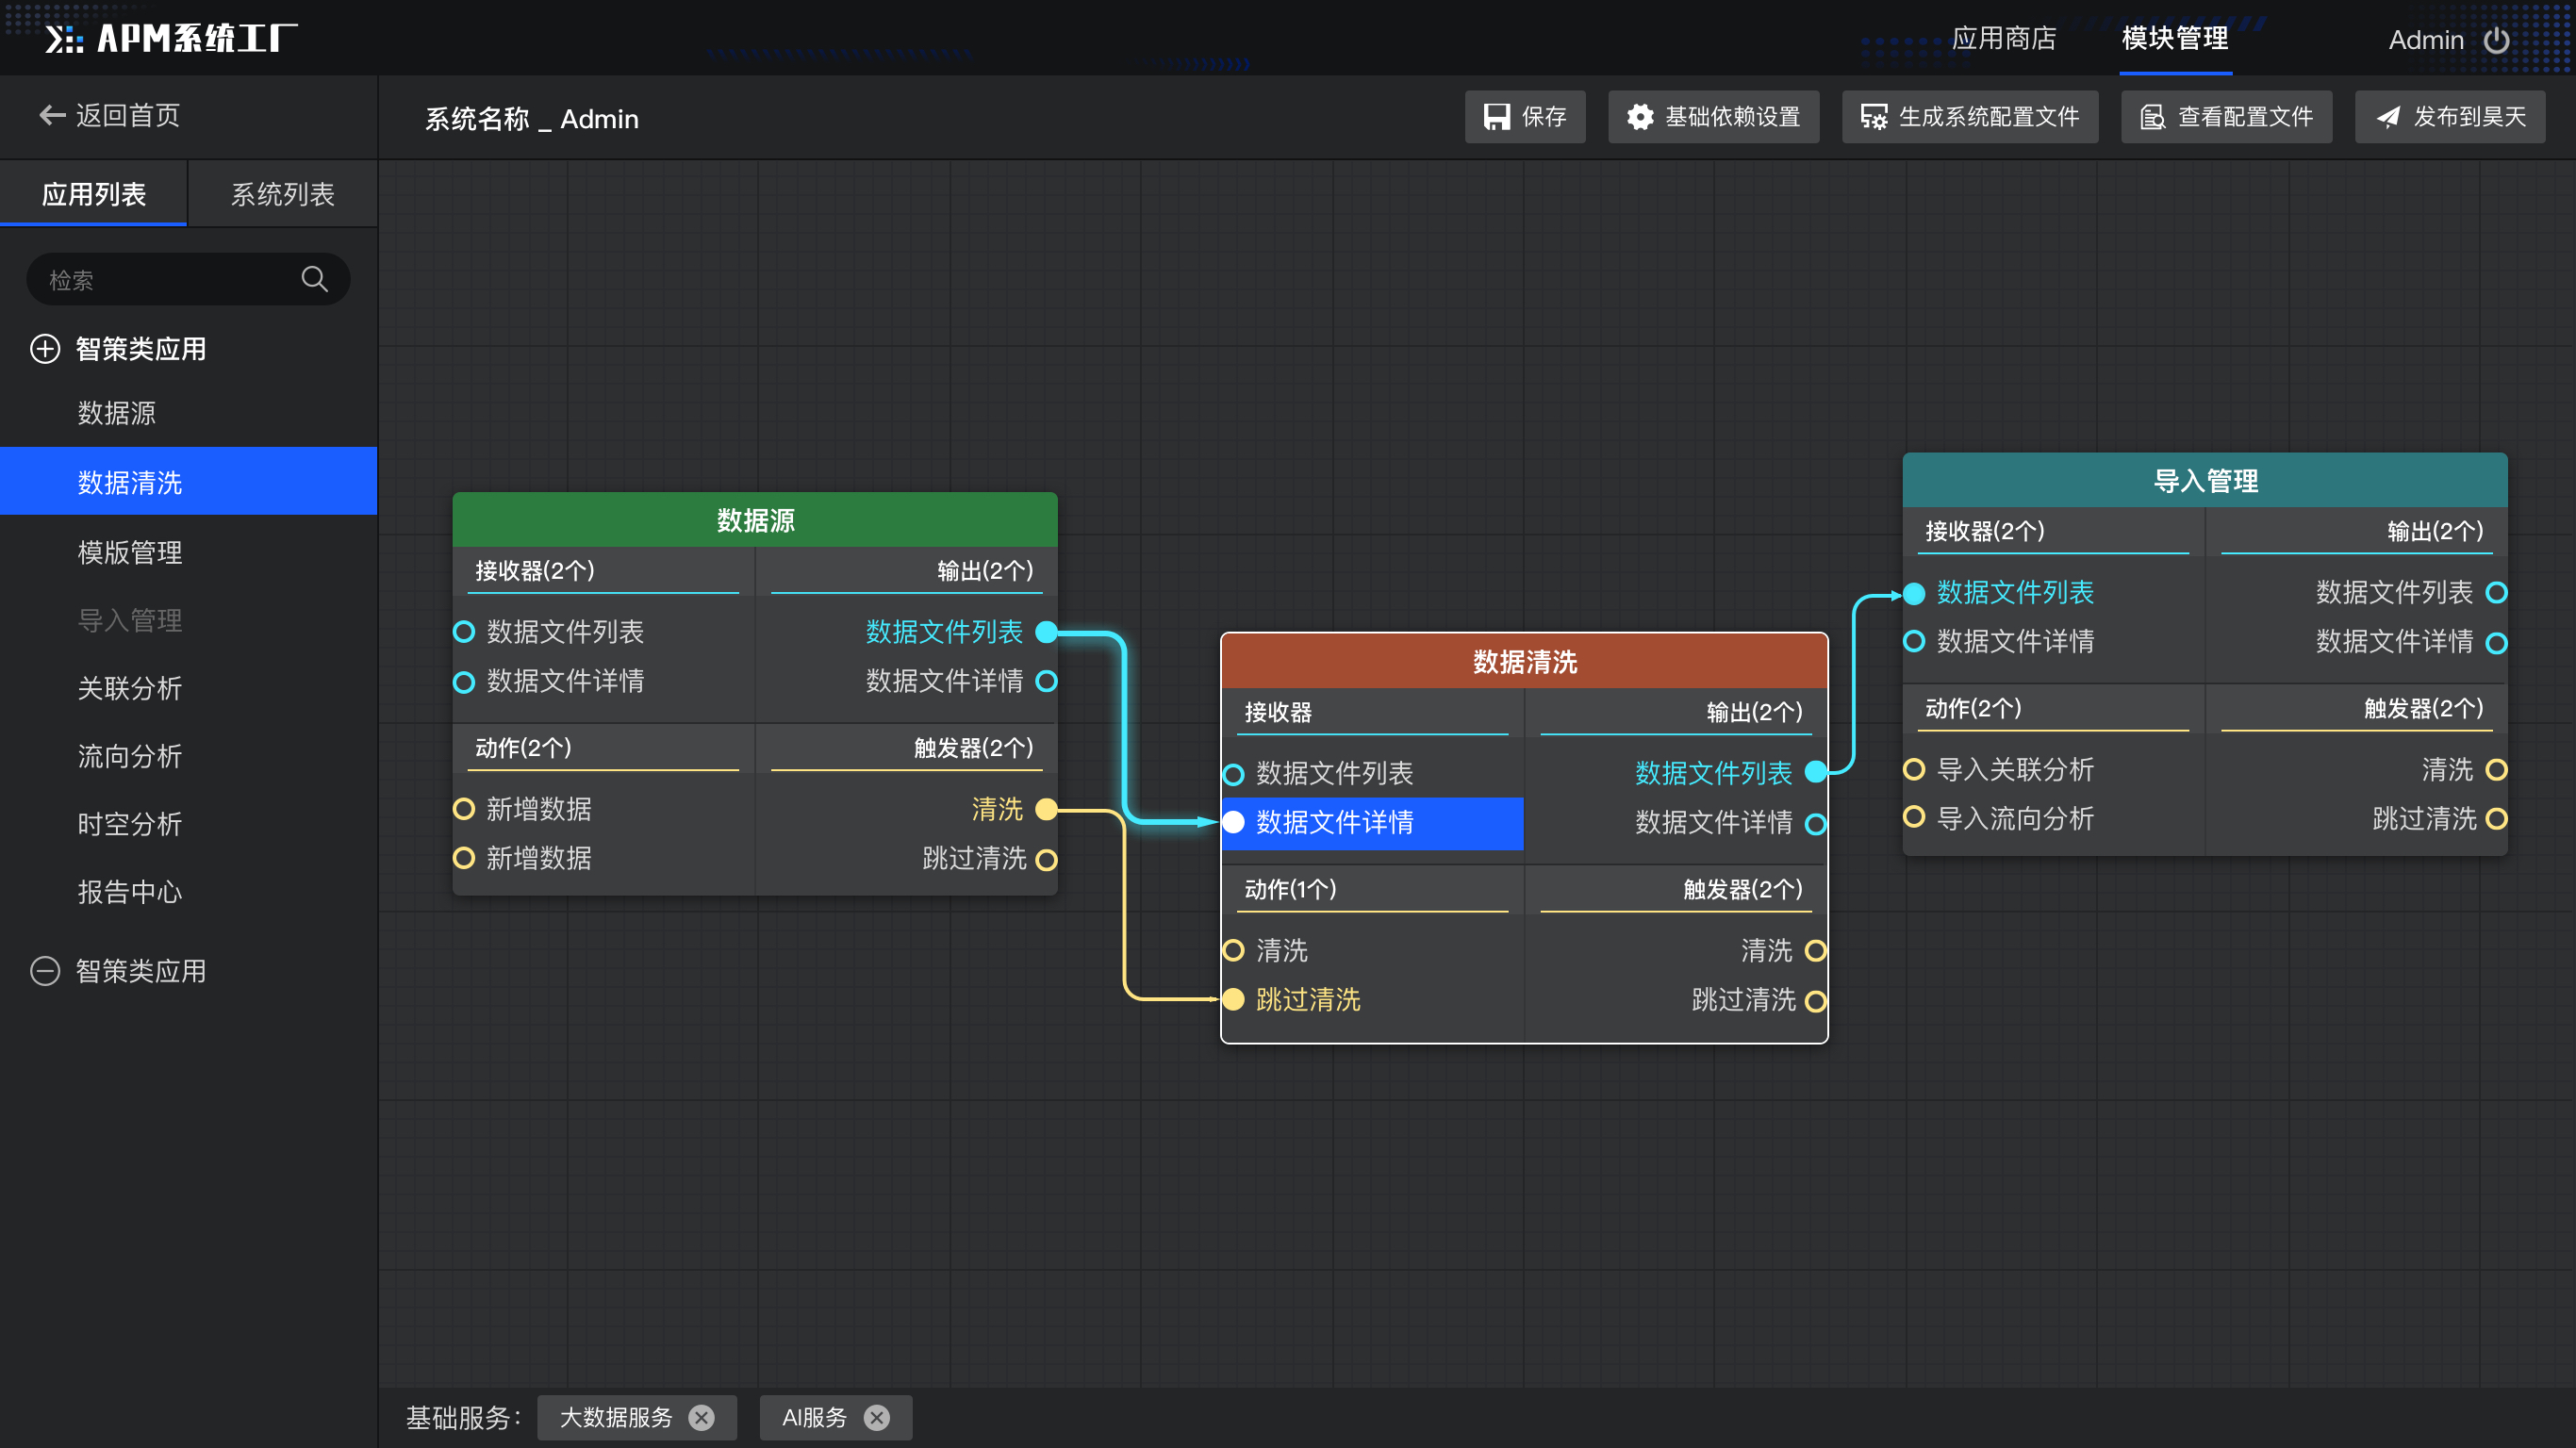 APM系统工厂
应用商店
模块管理
Admin
返回首页
系统名称 _ Admin
保存
基础依赖设置
生成系统配置文件
查看配置文件
发布到昊天
应用列表
系统列表
检索
智策类应用
数据源
数据清洗
模版管理
导入管理
关联分析
流向分析
时空分析
报告中心
智策类应用
数据源
接收器(2个)
输出(2个)
数据文件列表
数据文件列表
数据文件详情
数据文件详情
动作(2个)
触发器(2个)
新增数据
清洗
新增数据
跳过清洗
数据清洗
接收器
输出(2个)
数据文件列表
数据文件列表
数据文件详情
数据文件详情
动作(1个)
触发器(2个)
清洗
清洗
跳过清洗
跳过清洗
导入管理
接收器(2个)
输出(2个)
数据文件列表
数据文件列表
数据文件详情
数据文件详情
动作(2个)
触发器(2个)
导入关联分析
清洗
导入流向分析
跳过清洗
基础服务：
大数据服务
AI服务